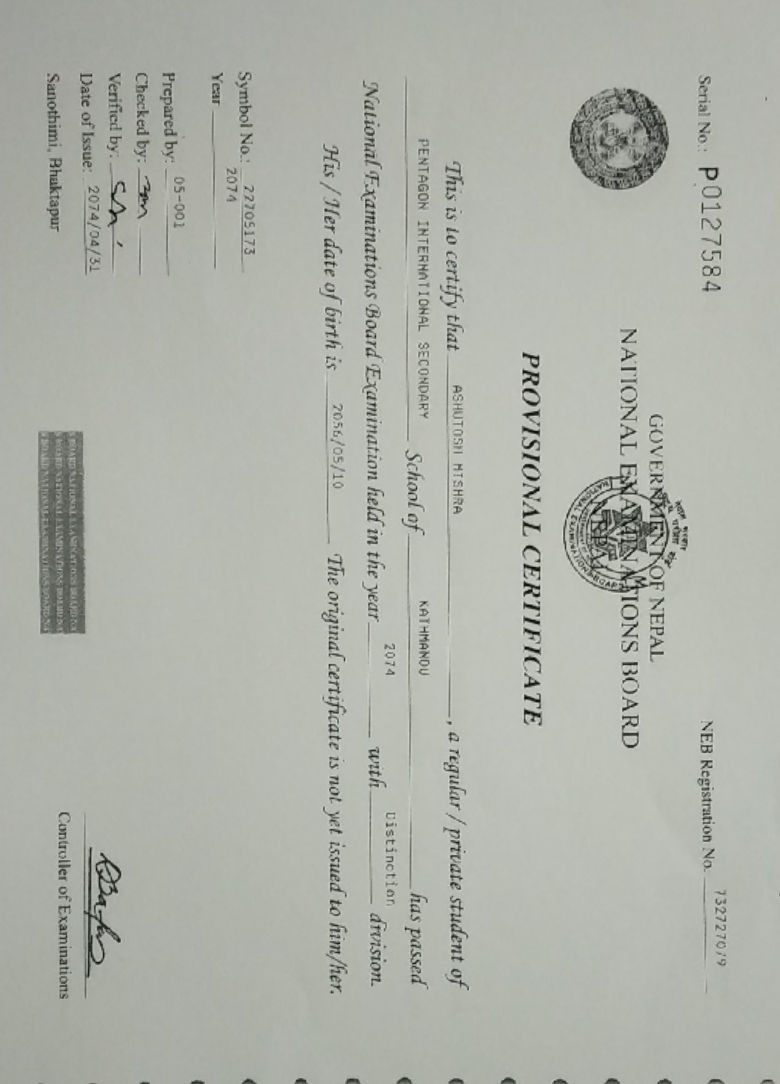 Serial No.: P0127584
NEB Registration No. 732727079
GOVERNMENT OF NEPAL
NATIONAL EXAMINATIONS BOARD
NEPAL
PROVISIONAL CERTIFICATE
This is to certify that ASHUTOSH MISHRA, a regular / private student of
PENTAGON INTERNATIONAL SECONDARY School of KATHMANDU has passed
National Examinations Board Examination held in the year 2074 with Distinction division.
His / Her date of birth is 2056/05/10 The original certificate is not yet issued to him/her.
Symbol No.: 22705173
Year 2074
Prepared by: 05-001
Checked by:
Verified by:
Date of Issue: 2074/04/31
Sanothimi, Bhaktapur
Controller of Examinations